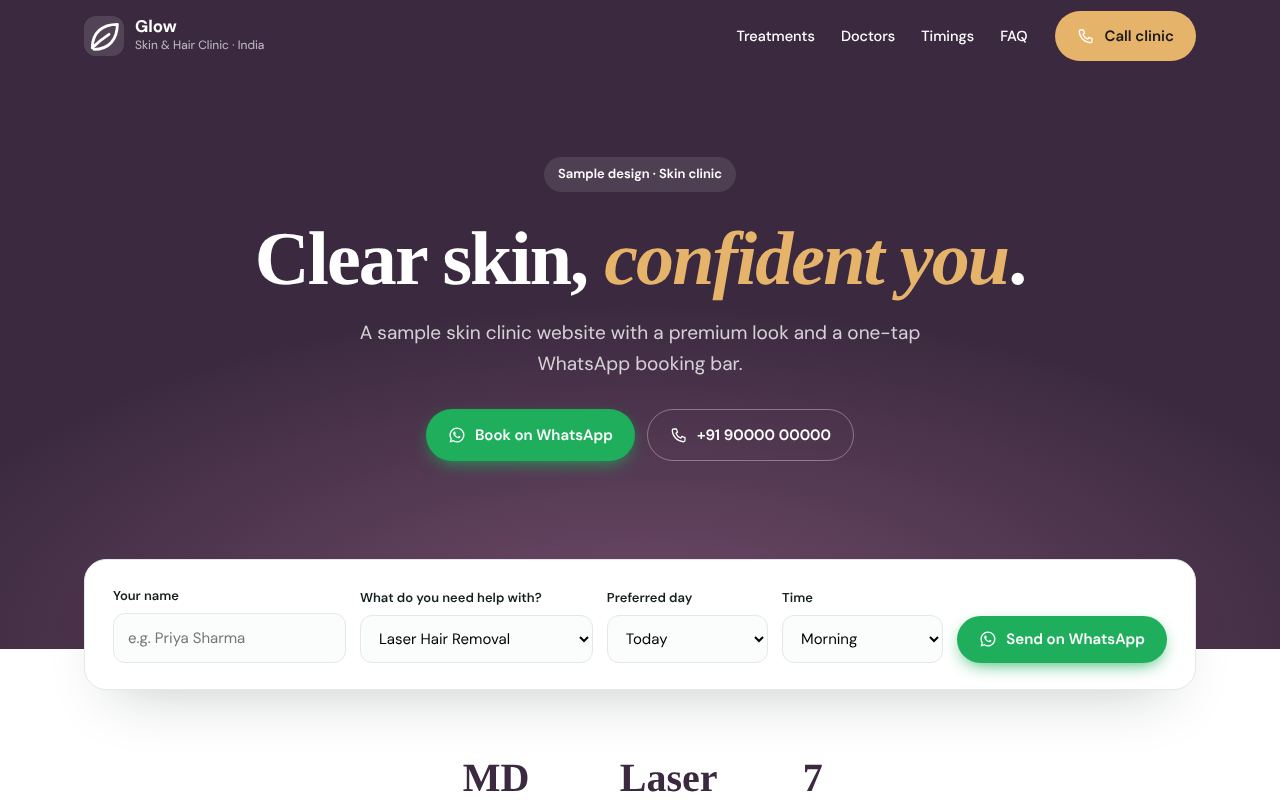 Glow
Skin & Hair Clinic · India
Treatments
Doctors
Timings
FAQ
Call clinic
Sample design · Skin clinic
Clear skin, confident you.
A sample skin clinic website with a premium look and a one-tap
WhatsApp booking bar.
Book on WhatsApp
+91 90000 00000
Your name
e.g. Priya Sharma
What do you need help with?
Laser Hair Removal
Preferred day
Today
Time
Morning
Send on WhatsApp
MD
Laser
7